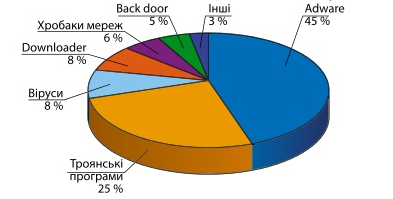 Back door
5 %
Інші
3 %
Adware
45 %
Хробаки мереж
6 %
Downloader
8 %
Віруси
8 %
Троянські
програми
25 %